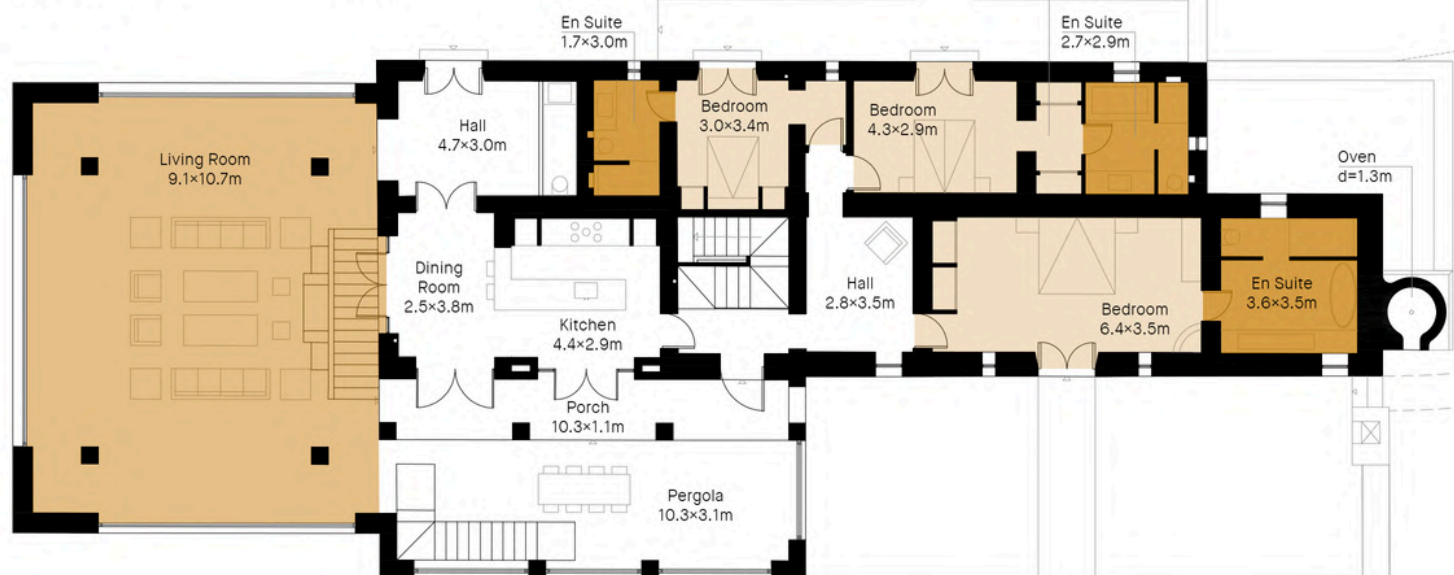 En Suite
1.7×3.0m
En Suite
2.7×2.9m
Bedroom
3.0×3.4m
Bedroom
4.3×2.9m
Hall
4.7×3.0m
Living Room
9.1×10.7m
Oven
d=1.3m
Dining
Room
2.5×3.8m
Hall
2.8×3.5m
En Suite
3.6×3.5m
Bedroom
6.4×3.5m
Kitchen
4.4×2.9m
Porch
10.3×1.1m
Pergola
10.3×3.1m